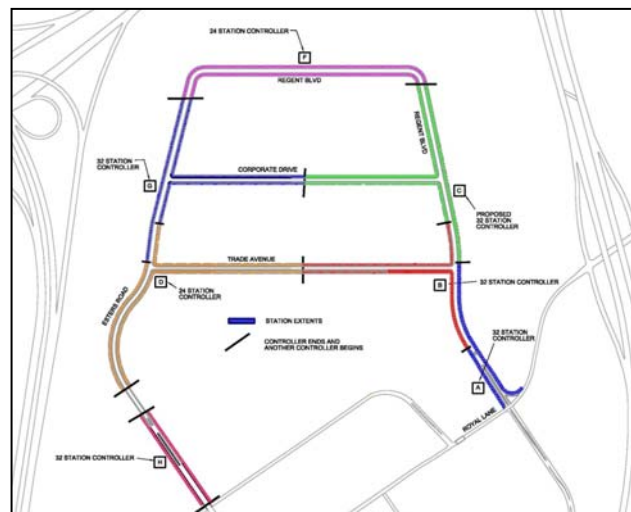 24 STATION CONTROLLER
F
REGENT BLVD
REGENT BLVD
32 STATION
CONTROLLER
G
CORPORATE DRIVE
C
PROPOSED
32 STATION
CONTROLLER
TRADE AVENUE
D
24 STATION
CONTROLLER
B
32 STATION CONTROLLER
ESTERS ROAD
STATION EXTENTS
CONTROLLER ENDS AND
ANOTHER CONTROLLER BEGINS
32 STATION
CONTROLLER
A
ROYAL LANE
32 STATION CONTROLLER
H